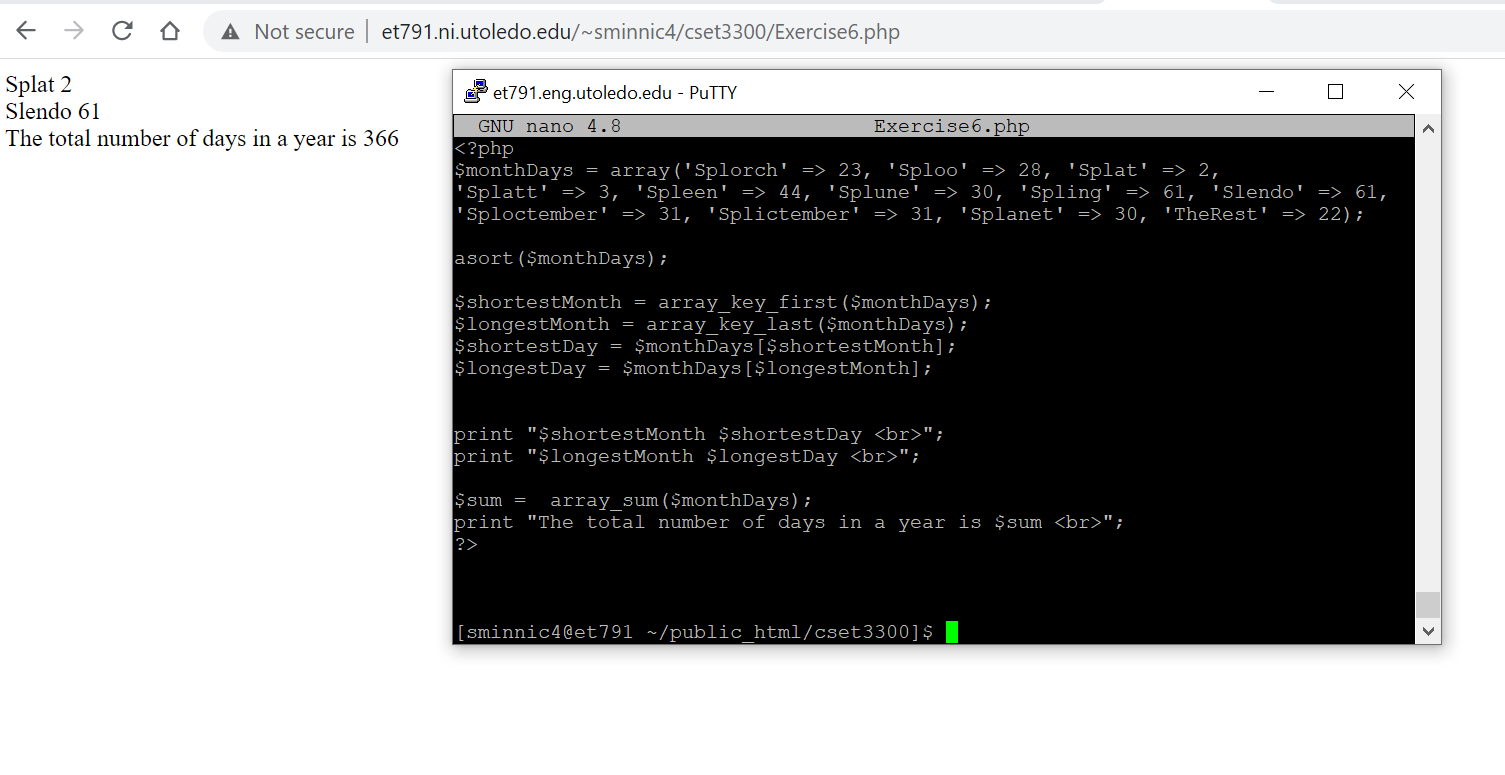 Not secure | et791.ni.utoledo.edu/~sminnic4/cset3300/Exercise6.php
Splat 2
Slendo 61
The total number of days in a year is 366
et791.eng.utoledo.edu - PuTTY
GNU nano 4.8 Exercise6.php
<?php
$monthDays = array('Splorch' => 23, 'Sploo' => 28, 'Splat' => 2,
'Splatt' => 3, 'Spleen' => 44, 'Splune' => 30, 'Spling' => 61, 'Slendo' => 61,
'Sploctember' => 31, 'Splictember' => 31, 'Splanet' => 30, 'TheRest' => 22);
asort($monthDays);
$shortestMonth = array_key_first($monthDays);
$longestMonth = array_key_last($monthDays);
$shortestDay = $monthDays[$shortestMonth];
$longestDay = $monthDays[$longestMonth];
print "$shortestMonth $shortestDay <br>";
print "$longestMonth $longestDay <br>";
$sum =  array_sum($monthDays);
print "The total number of days in a year is $sum <br>";
?>
[sminnic4@et791 ~/public_html/cset3300]$